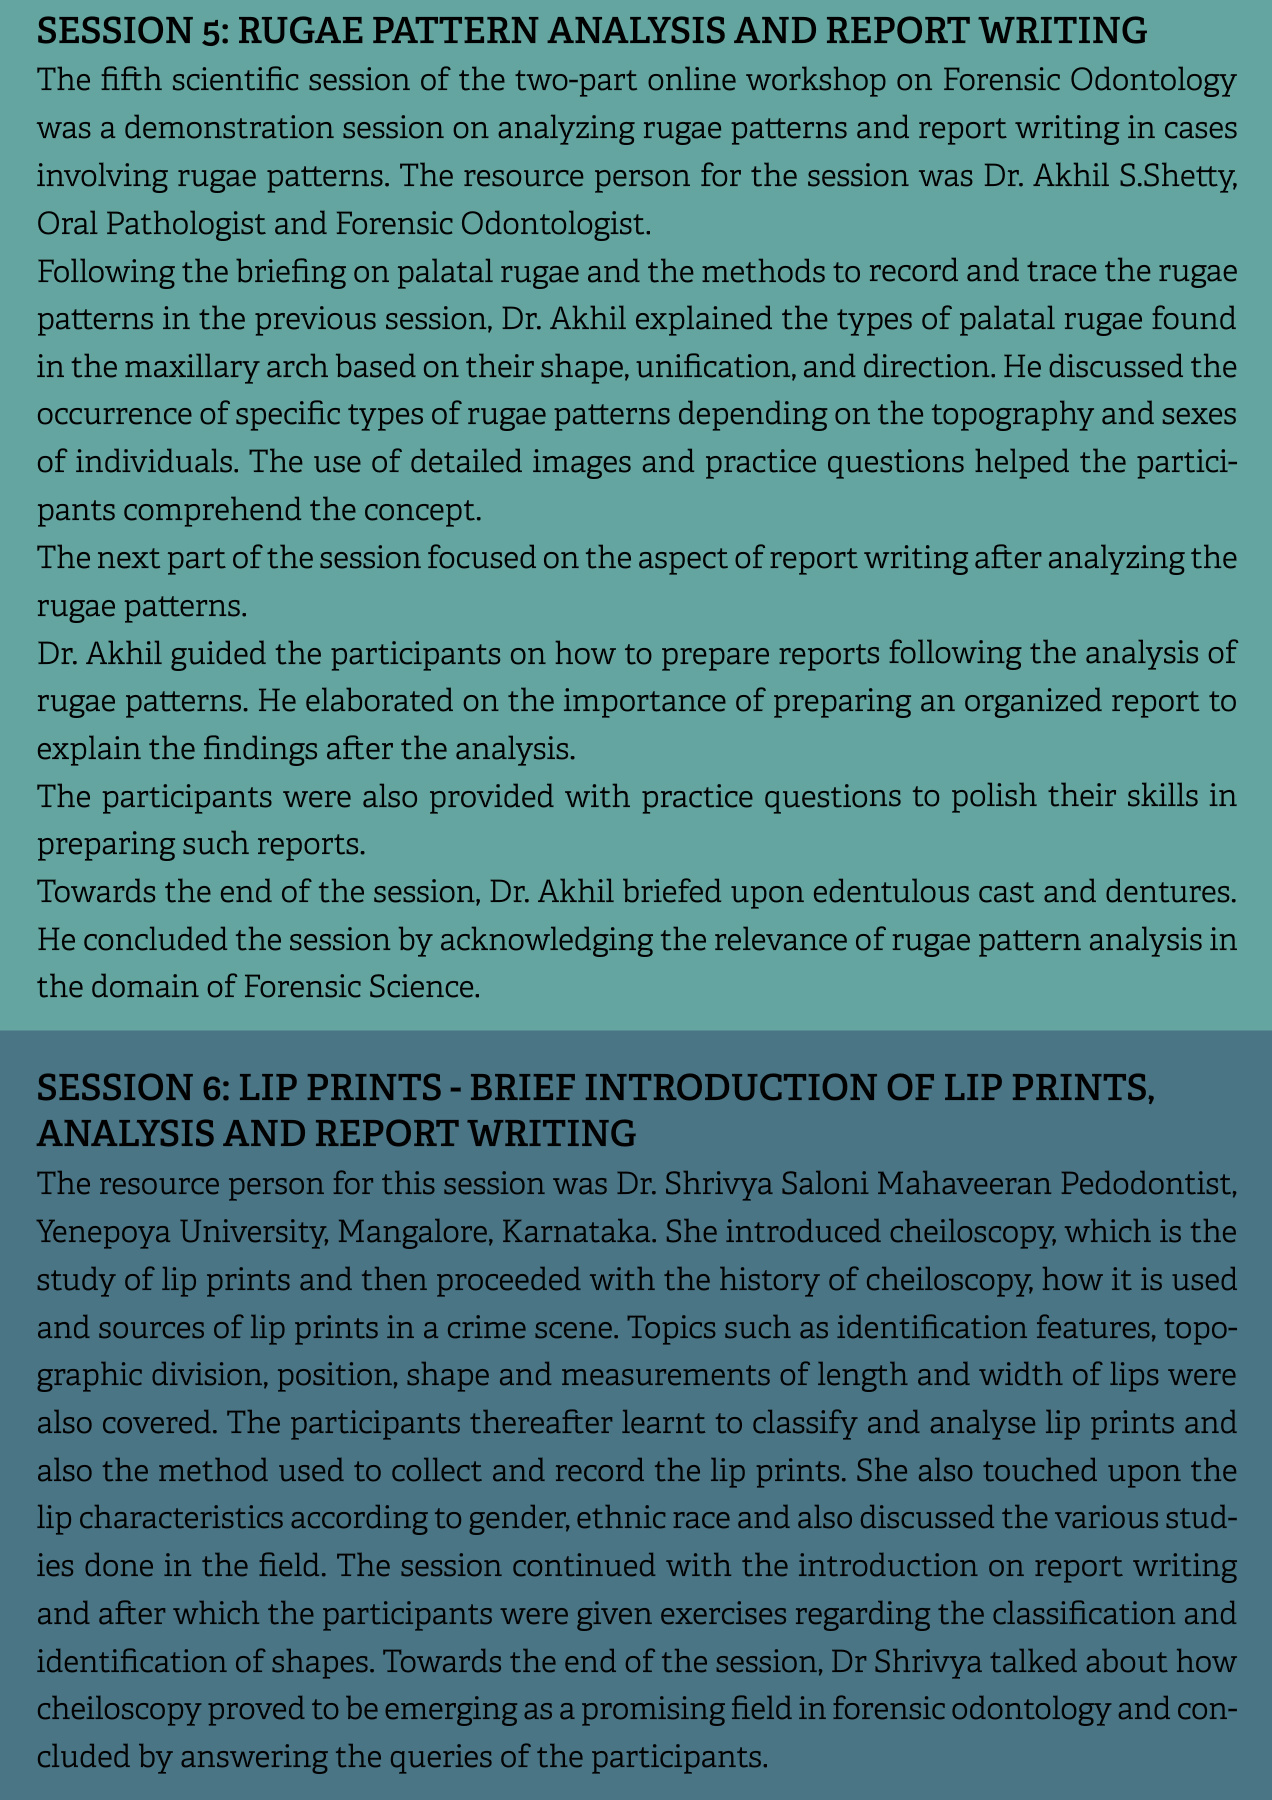 SESSION 5: RUGAE PATTERN ANALYSIS AND REPORT WRITING
The fifth scientific session of the two-part online workshop on Forensic Odontology
was a demonstration session on analyzing rugae patterns and report writing in cases
involving rugae patterns. The resource person for the session was Dr. Akhil S.Shetty,
Oral Pathologist and Forensic Odontologist.
Following the briefing on palatal rugae and the methods to record and trace the rugae
patterns in the previous session, Dr. Akhil explained the types of palatal rugae found
in the maxillary arch based on their shape, unification, and direction. He discussed the
occurrence of specific types of rugae patterns depending on the topography and sexes
of individuals. The use of detailed images and practice questions helped the partici-
pants comprehend the concept.
The next part of the session focused on the aspect of report writing after analyzing the
rugae patterns.
Dr. Akhil guided the participants on how to prepare reports following the analysis of
rugae patterns. He elaborated on the importance of preparing an organized report to
explain the findings after the analysis.
The participants were also provided with practice questions to polish their skills in
preparing such reports.
Towards the end of the session, Dr. Akhil briefed upon edentulous cast and dentures.
He concluded the session by acknowledging the relevance of rugae pattern analysis in
the domain of Forensic Science.
SESSION 6: LIP PRINTS - BRIEF INTRODUCTION OF LIP PRINTS,
ANALYSIS AND REPORT WRITING
The resource person for this session was Dr. Shrivya Saloni Mahaveeran Pedodontist,
Yenepoya University, Mangalore, Karnataka. She introduced cheiloscopy, which is the
study of lip prints and then proceeded with the history of cheiloscopy, how it is used
and sources of lip prints in a crime scene. Topics such as identification features, topo-
graphic division, position, shape and measurements of length and width of lips were
also covered. The participants thereafter learnt to classify and analyse lip prints and
also the method used to collect and record the lip prints. She also touched upon the
lip characteristics according to gender, ethnic race and also discussed the various stud-
ies done in the field. The session continued with the introduction on report writing
and after which the participants were given exercises regarding the classification and
identification of shapes. Towards the end of the session, Dr Shrivya talked about how
cheiloscopy proved to be emerging as a promising field in forensic odontology and con-
cluded by answering the queries of the participants.